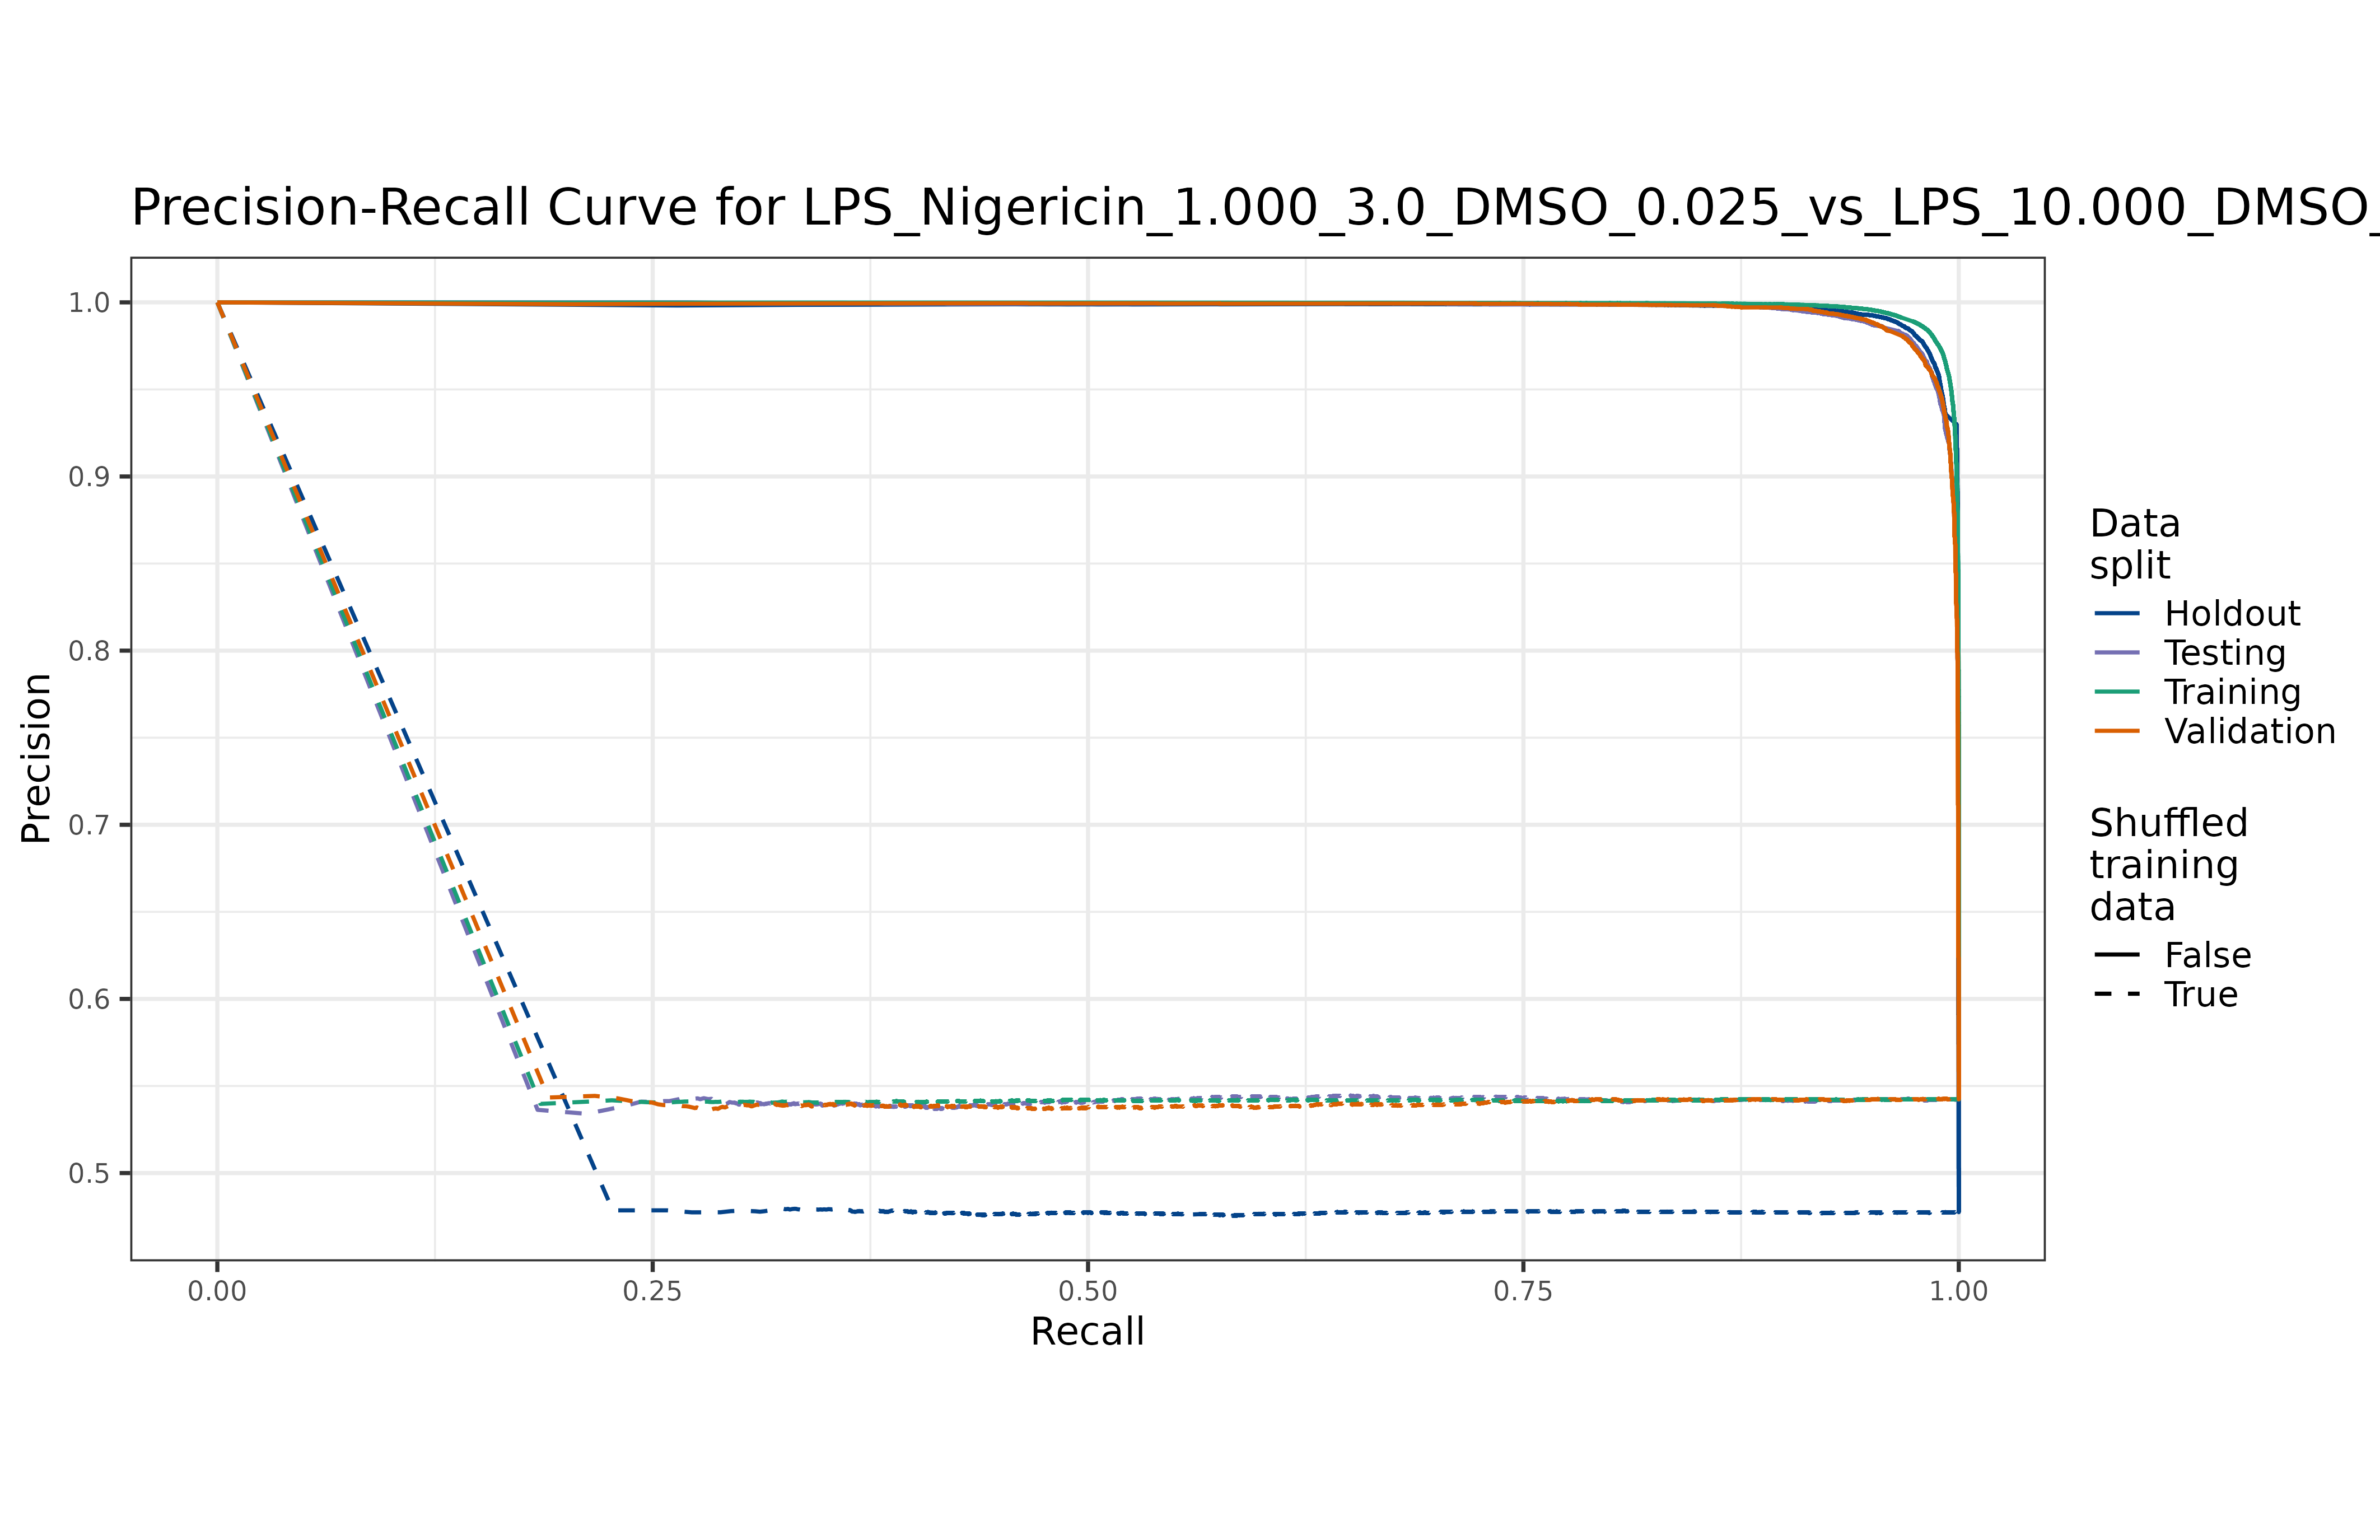 Precision-Recall Curve for LPS_Nigericin_1.000_3.0_DMSO_0.025_vs_LPS_10.000_DMSO_
1.0
0.9
0.8
0.7
0.6
0.5
Precision
0.00 0.25 0.50 0.75 1.00
Recall
Data
split
Holdout
Testing
Training
Validation
Shuffled
training
data
False
True